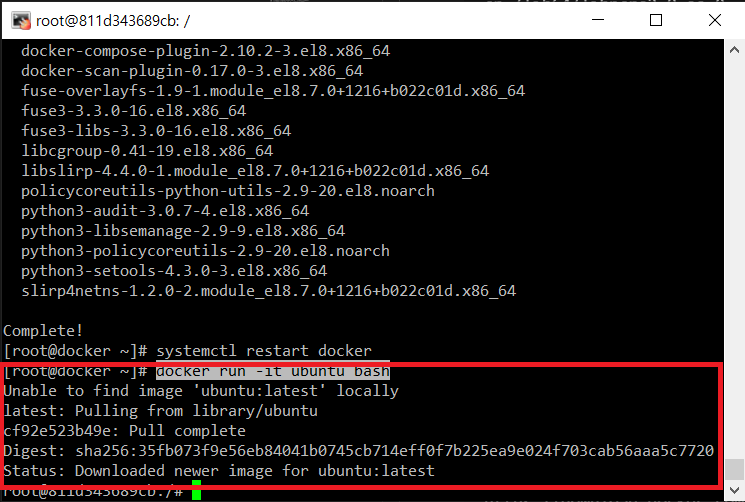 root@811d343689cb: /
docker-compose-plugin-2.10.2-3.el8.x86_64
docker-scan-plugin-0.17.0-3.el8.x86_64
fuse-overlayfs-1.9-1.module_el8.7.0+1216+b022c01d.x86_64
fuse3-3.3.0-16.el8.x86_64
fuse3-libs-3.3.0-16.el8.x86_64
libcgroup-0.41-19.el8.x86_64
libslirp-4.4.0-1.module_el8.7.0+1216+b022c01d.x86_64
policycoreutils-python-utils-2.9-20.el8.noarch
python3-audit-3.0.7-4.el8.x86_64
python3-libsemanage-2.9-9.el8.x86_64
python3-policycoreutils-2.9-20.el8.noarch
python3-setools-4.3.0-3.el8.x86_64
slirp4netns-1.2.0-2.module_el8.7.0+1216+b022c01d.x86_64
Complete!
[root@docker ~]# systemctl restart docker
[root@docker ~]# docker run -it ubuntu bash
Unable to find image 'ubuntu:latest' locally
latest: Pulling from library/ubuntu
cf92e523b49e: Pull complete
Digest: sha256:35fb073f9e56eb84041b0745cb714eff0f7b225ea9e024f703cab56aaa5c7720
Status: Downloaded newer image for ubuntu:latest
root@811d343689cb:/#